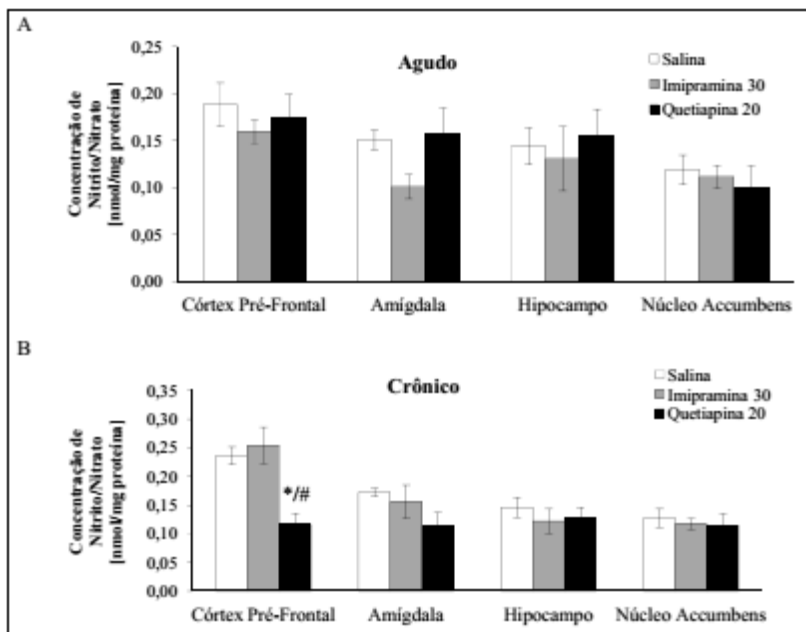 A
Agudo
Salina
Imipramina 30
Quetiapina 20
Concentração de
Nitrito/Nitrato
[nmol/mg proteína]
0,25
0,20
0,15
0,10
0,05
0,00
Córtex Pré-Frontal Amígdala Hipocampo Núcleo Accumbens
B
Crônico
Salina
Imipramina 30
Quetiapina 20
Concentração de
Nitrito/Nitrato
[nmol/mg proteína]
0,35
0,30
0,25
0,20
0,15
0,10
0,05
0,00
*/#
Córtex Pré-Frontal Amígdala Hipocampo Núcleo Accumbens